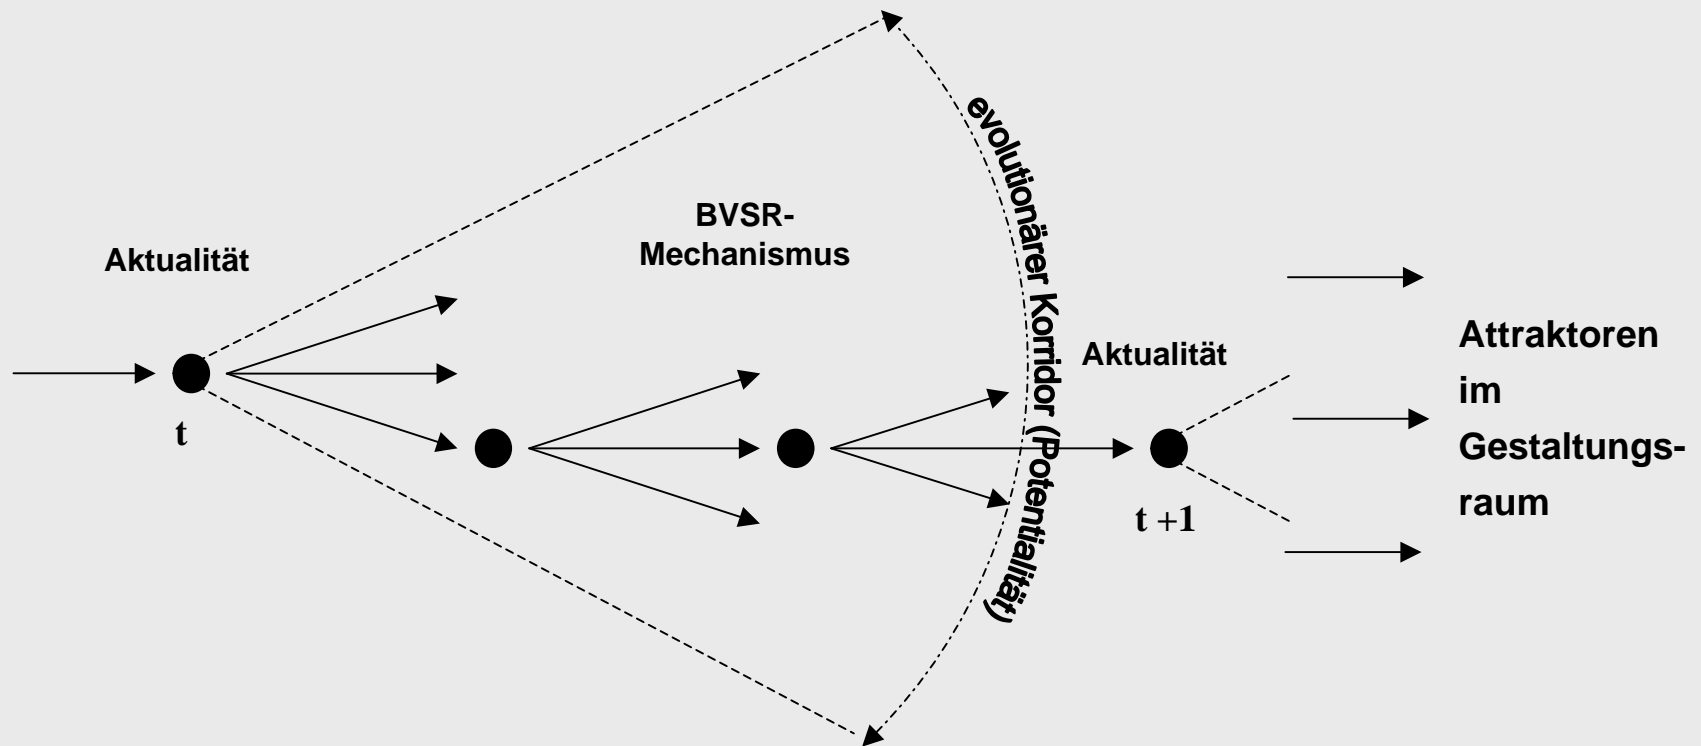 Aktualität
t
BVSR-
Mechanismus
evolutionärer Korridor (Potentialität)
Aktualität
t +1
Attraktoren
im
Gestaltungs-
raum